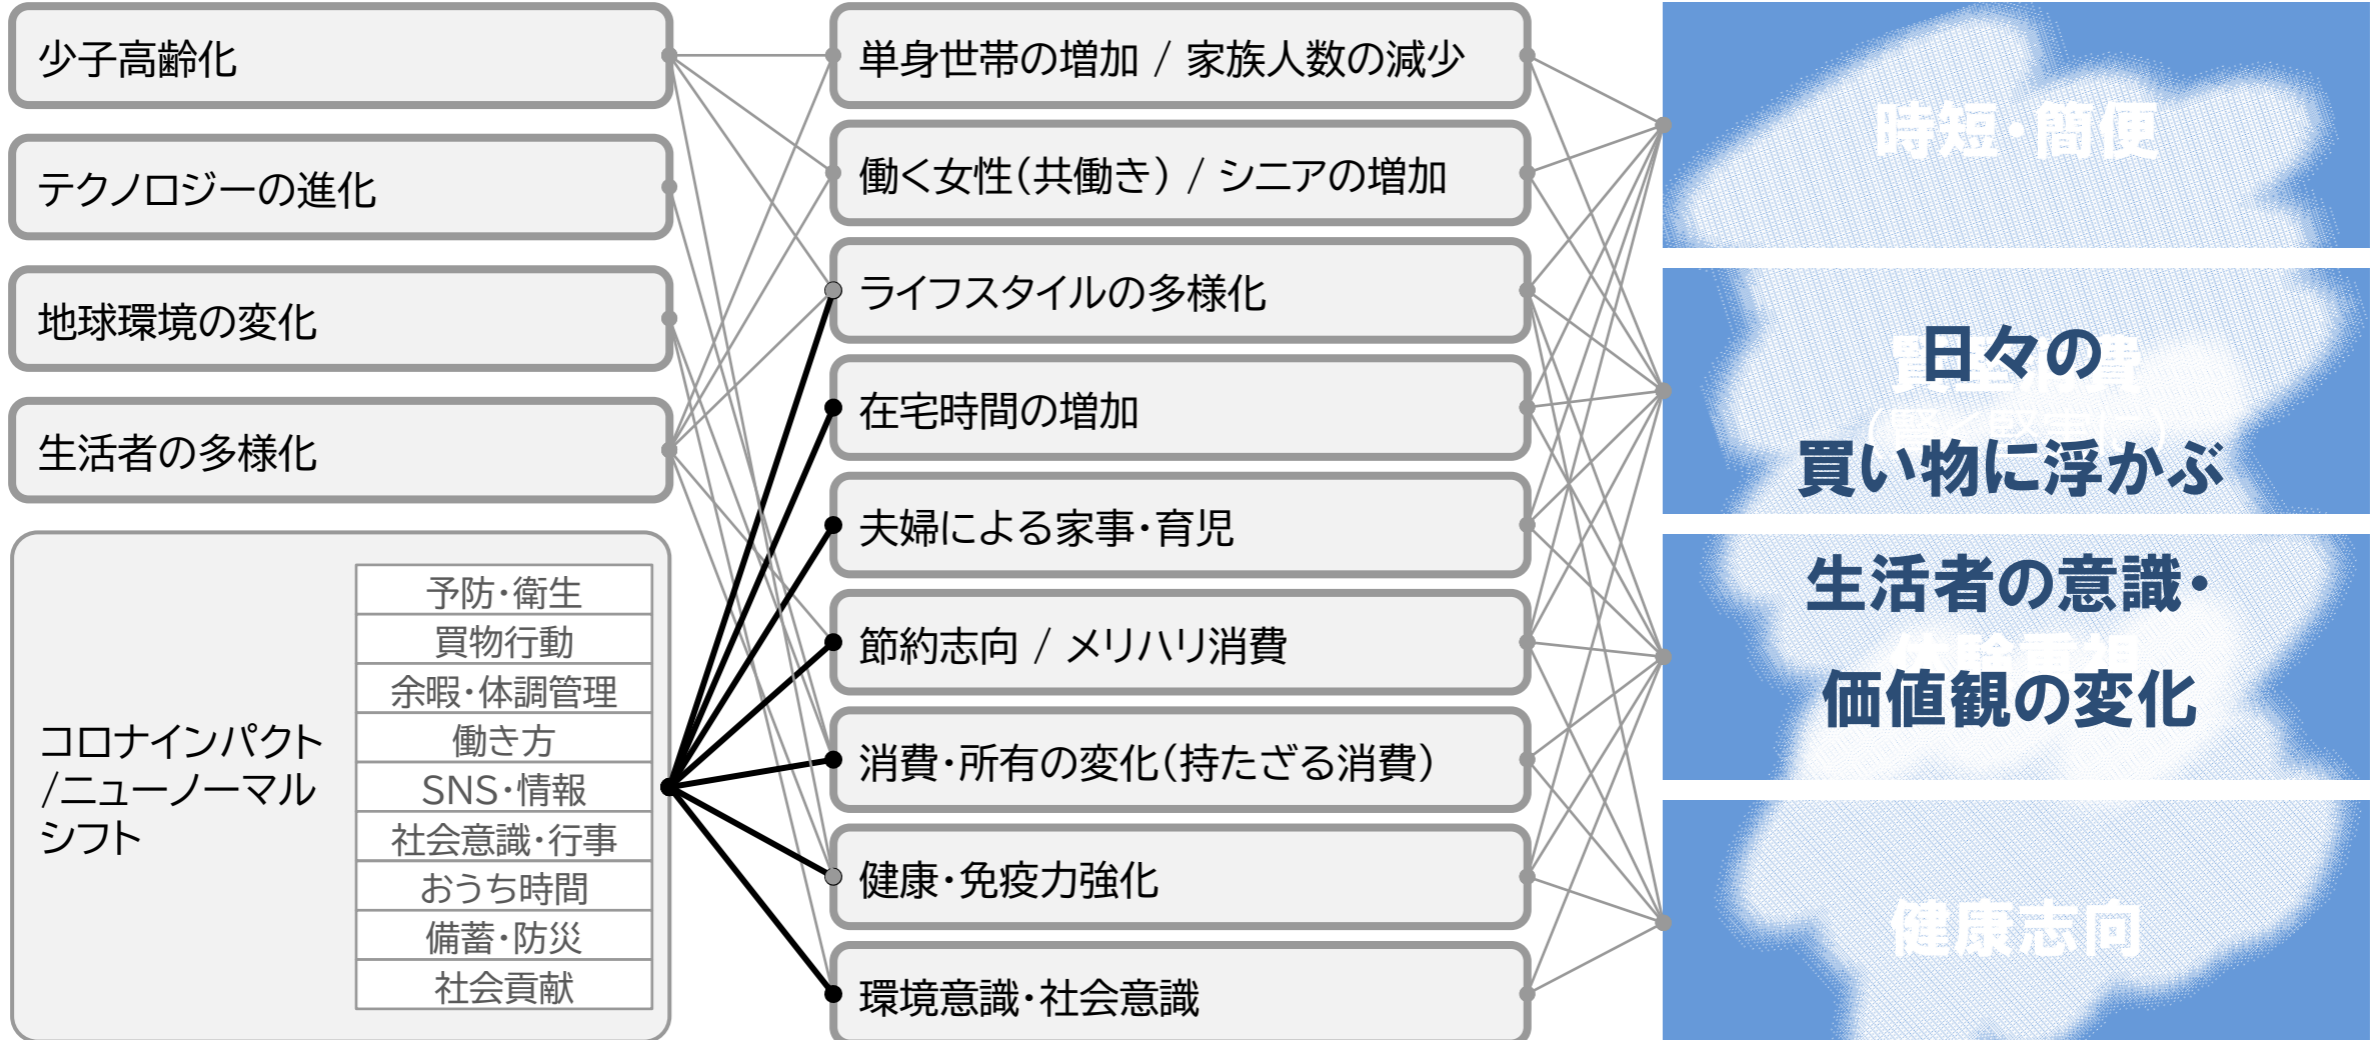 少子高齢化
テクノロジーの進化
地球環境の変化
生活者の多様化
コロナインパクト
/ニューノーマル
シフト
予防・衛生
買物行動
余暇・体調管理
働き方
SNS・情報
社会意識・行事
おうち時間
備蓄・防災
社会貢献
単身世帯の増加 / 家族人数の減少
働く女性(共働き) / シニアの増加
ライフスタイルの多様化
在宅時間の増加
夫婦による家事・育児
節約志向 / メリハリ消費
消費・所有の変化(持たざる消費)
健康・免疫力強化
環境意識・社会意識
時短・簡便
日々の
買い物に浮かぶ
生活者の意識・
体験重視
価値観の変化
健康志向